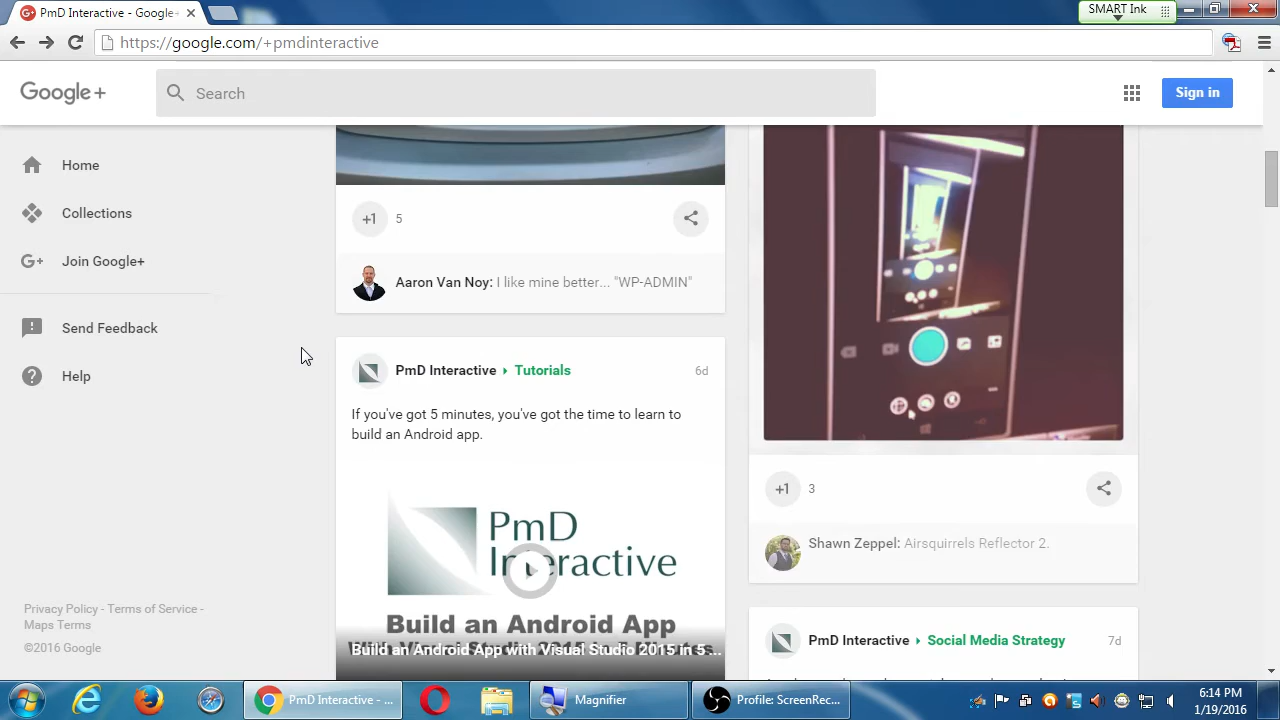 PmD Interactive - Google+
SMART Ink
https://google.com/+pmdinteractive
Google+
Search
Sign in
Home
Collections
Join Google+
Send Feedback
Help
Privacy Policy - Terms of Service -
Maps Terms
©2016 Google
+1
5
Aaron Van Noy: I like mine better... "WP-ADMIN"
PmD Interactive
Tutorials
6d
If you've got 5 minutes, you've got the time to learn to
build an Android app.
PmD
Interactive
Build an Android App
Build an Android App with Visual Studio 2015 in 5 ...
+1
3
Shawn Zeppel: Airsquirrels Reflector 2.
PmD Interactive
Social Media Strategy
7d
PmD Interactive - ...
Magnifier
Profile: ScreenRec...
6:14 PM
1/19/2016